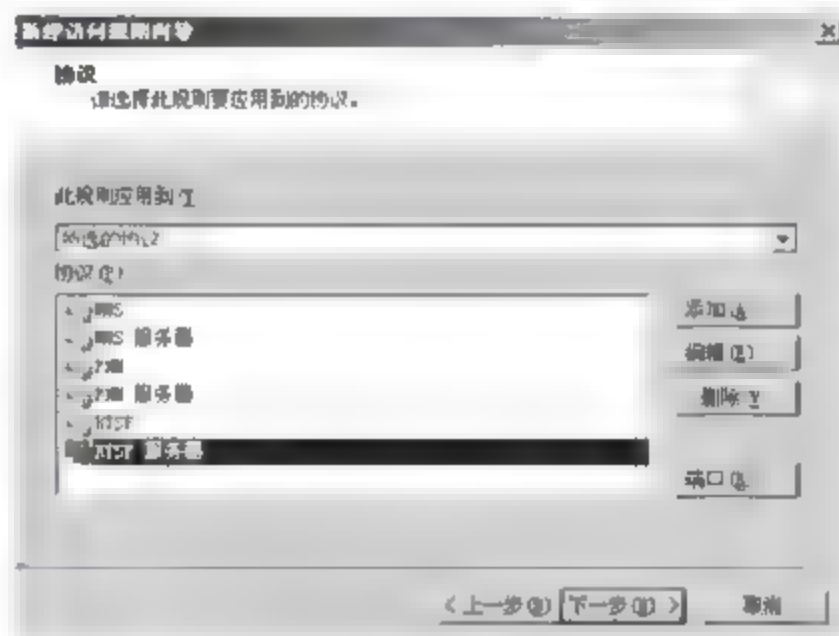 新建访问规则向导
协议
请选择此规则要应用到的协议。
此规则应用到(T)
所选的协议
协议(P)
MMS
MMS 服务器
PNM
PNM 服务器
RTSP
RTSP 服务器
添加(A)
编辑(E)
删除(V)
端口(O)
< 上一步(B)
下一步(N) >
取消